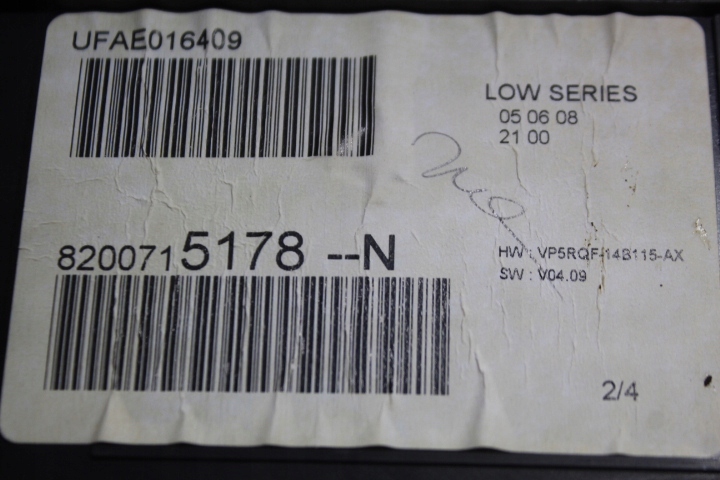 UFAE016409
LOW SERIES
05 06 08
21 00
8200715178 --N
HW : VP5RQF-14B115-AX
SW : V04.09
2/4